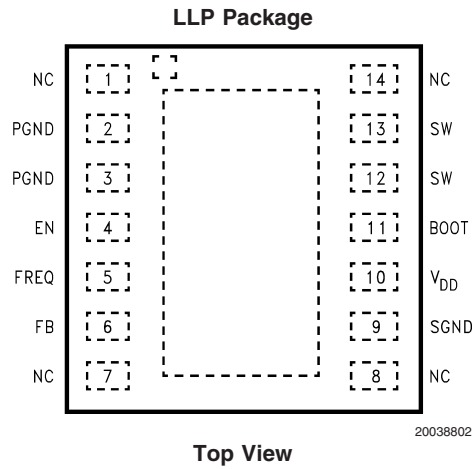 LLP Package
NC 1 14 NC
PGND 2 13 SW
PGND 3 12 SW
EN 4 11 BOOT
FREQ 5 10 VDD
FB 6 9 SGND
NC 7 8 NC
20038802
Top View